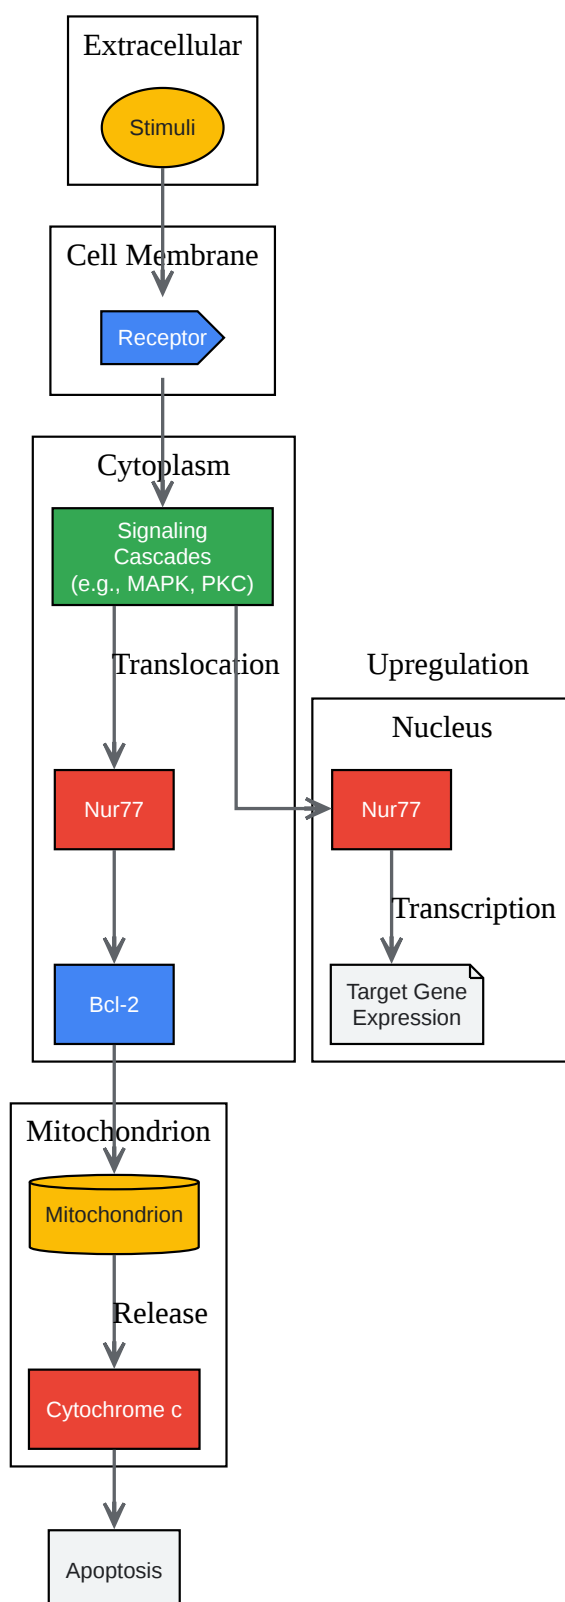 Extracellular
Stimuli
Cell Membrane
Receptor
Cytoplasm
Signaling
Cascades
(e.g., MAPK, PKC)
Translocation
Upregulation
Nucleus
Nur77
Nur77
Transcription
Bcl-2
Target Gene
Expression
Mitochondrion
Mitochondrion
Release
Cytochrome c
Apoptosis